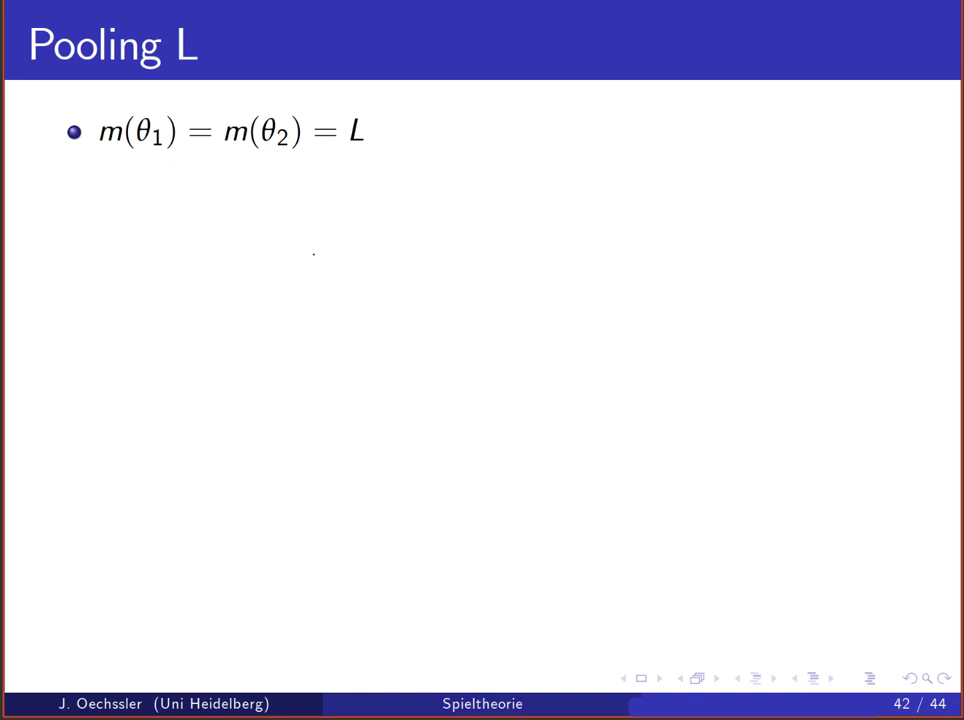 Pooling L
m(θ₁) = m(θ₂) = L
J. Oechssler (Uni Heidelberg) Spieltheorie 42 / 44